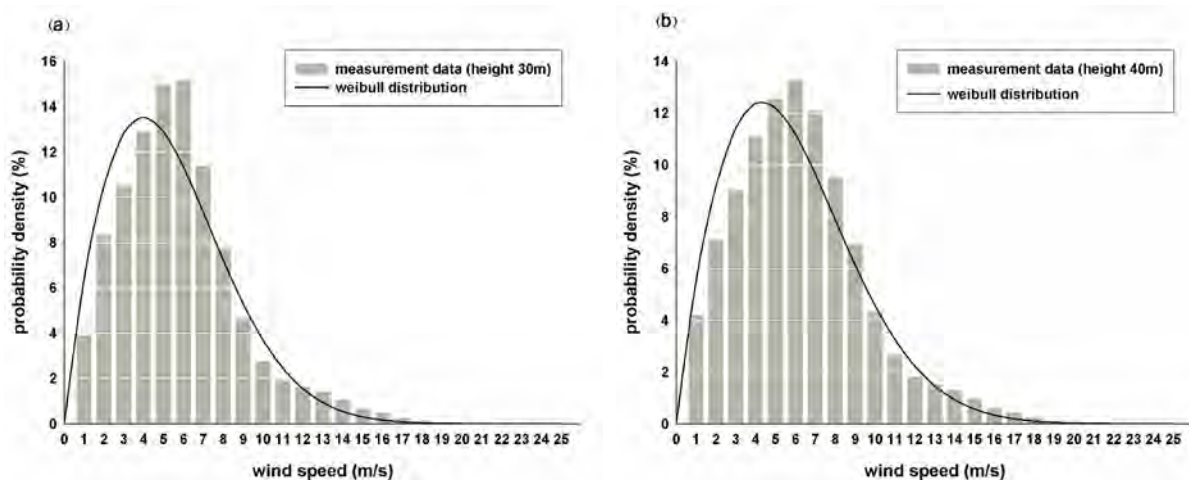 (a)
measurement data (height 30m)
weibull distribution
probability density (%)
16
14
12
10
8
6
4
2
0
0 1 2 3 4 5 6 7 8 9 10 11 12 13 14 15 16 17 18 19 20 21 22 23 24 25
wind speed (m/s)
(b)
measurement data (height 40m)
weibull distribution
probability density (%)
14
12
10
8
6
4
2
0
0 1 2 3 4 5 6 7 8 9 10 11 12 13 14 15 16 17 18 19 20 21 22 23 24 25
wind speed (m/s)